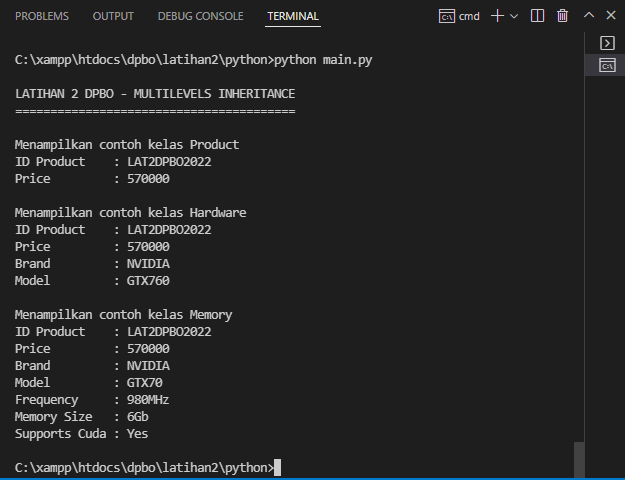 PROBLEMS OUTPUT DEBUG CONSOLE TERMINAL cmd
C:\xampp\htdocs\dpbo\latihan2\python>python main.py
LATIHAN 2 DPBO - MULTILEVELS INHERITANCE
========================================
Menampilkan contoh kelas Product
ID Product    : LAT2DPBO2022
Price         : 570000
Menampilkan contoh kelas Hardware
ID Product    : LAT2DPBO2022
Price         : 570000
Brand         : NVIDIA
Model         : GTX760
Menampilkan contoh kelas Memory
ID Product    : LAT2DPBO2022
Price         : 570000
Brand         : NVIDIA
Model         : GTX70
Frequency     : 980MHz
Memory Size   : 6Gb
Supports Cuda : Yes
C:\xampp\htdocs\dpbo\latihan2\python>